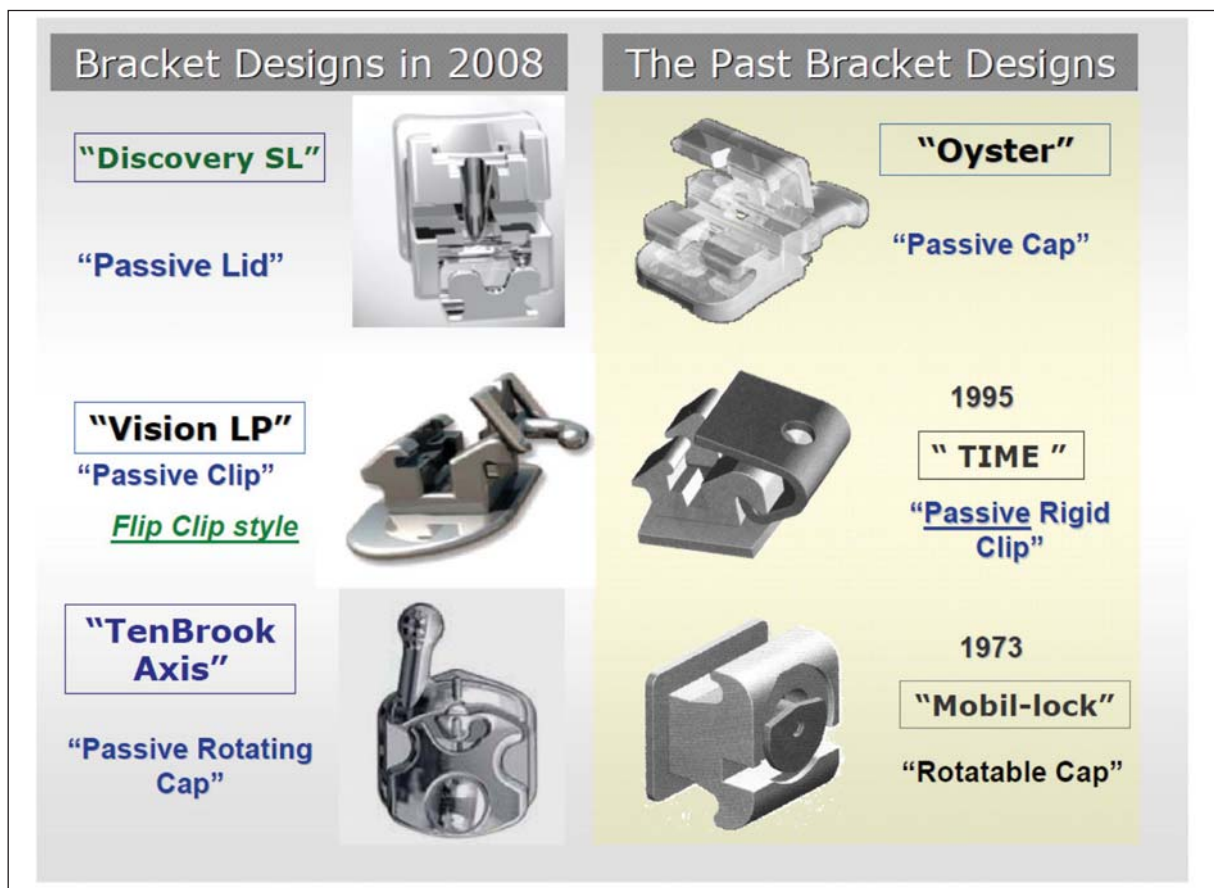 Bracket Designs in 2008
"Discovery SL"
"Passive Lid"
"Vision LP"
"Passive Clip"
Flip Clip style
"TenBrook
Axis"
"Passive Rotating
Cap"
The Past Bracket Designs
"Oyster"
"Passive Cap"
1995
" TIME "
"Passive Rigid
Clip"
1973
"Mobil-lock"
"Rotatable Cap"